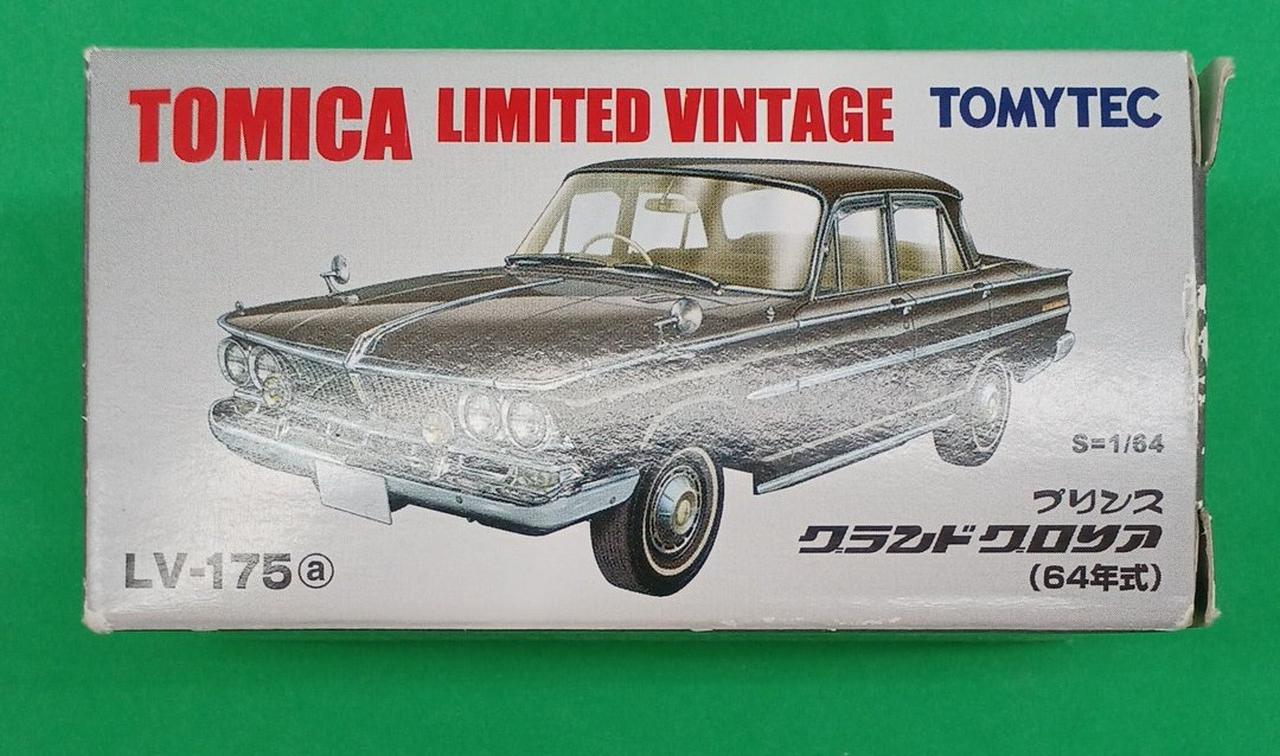 TOMICA LIMITED VINTAGE TOMYTEC
S=1/64
プリンス
グランドグロリア
(64年式)
LV-175ⓐ